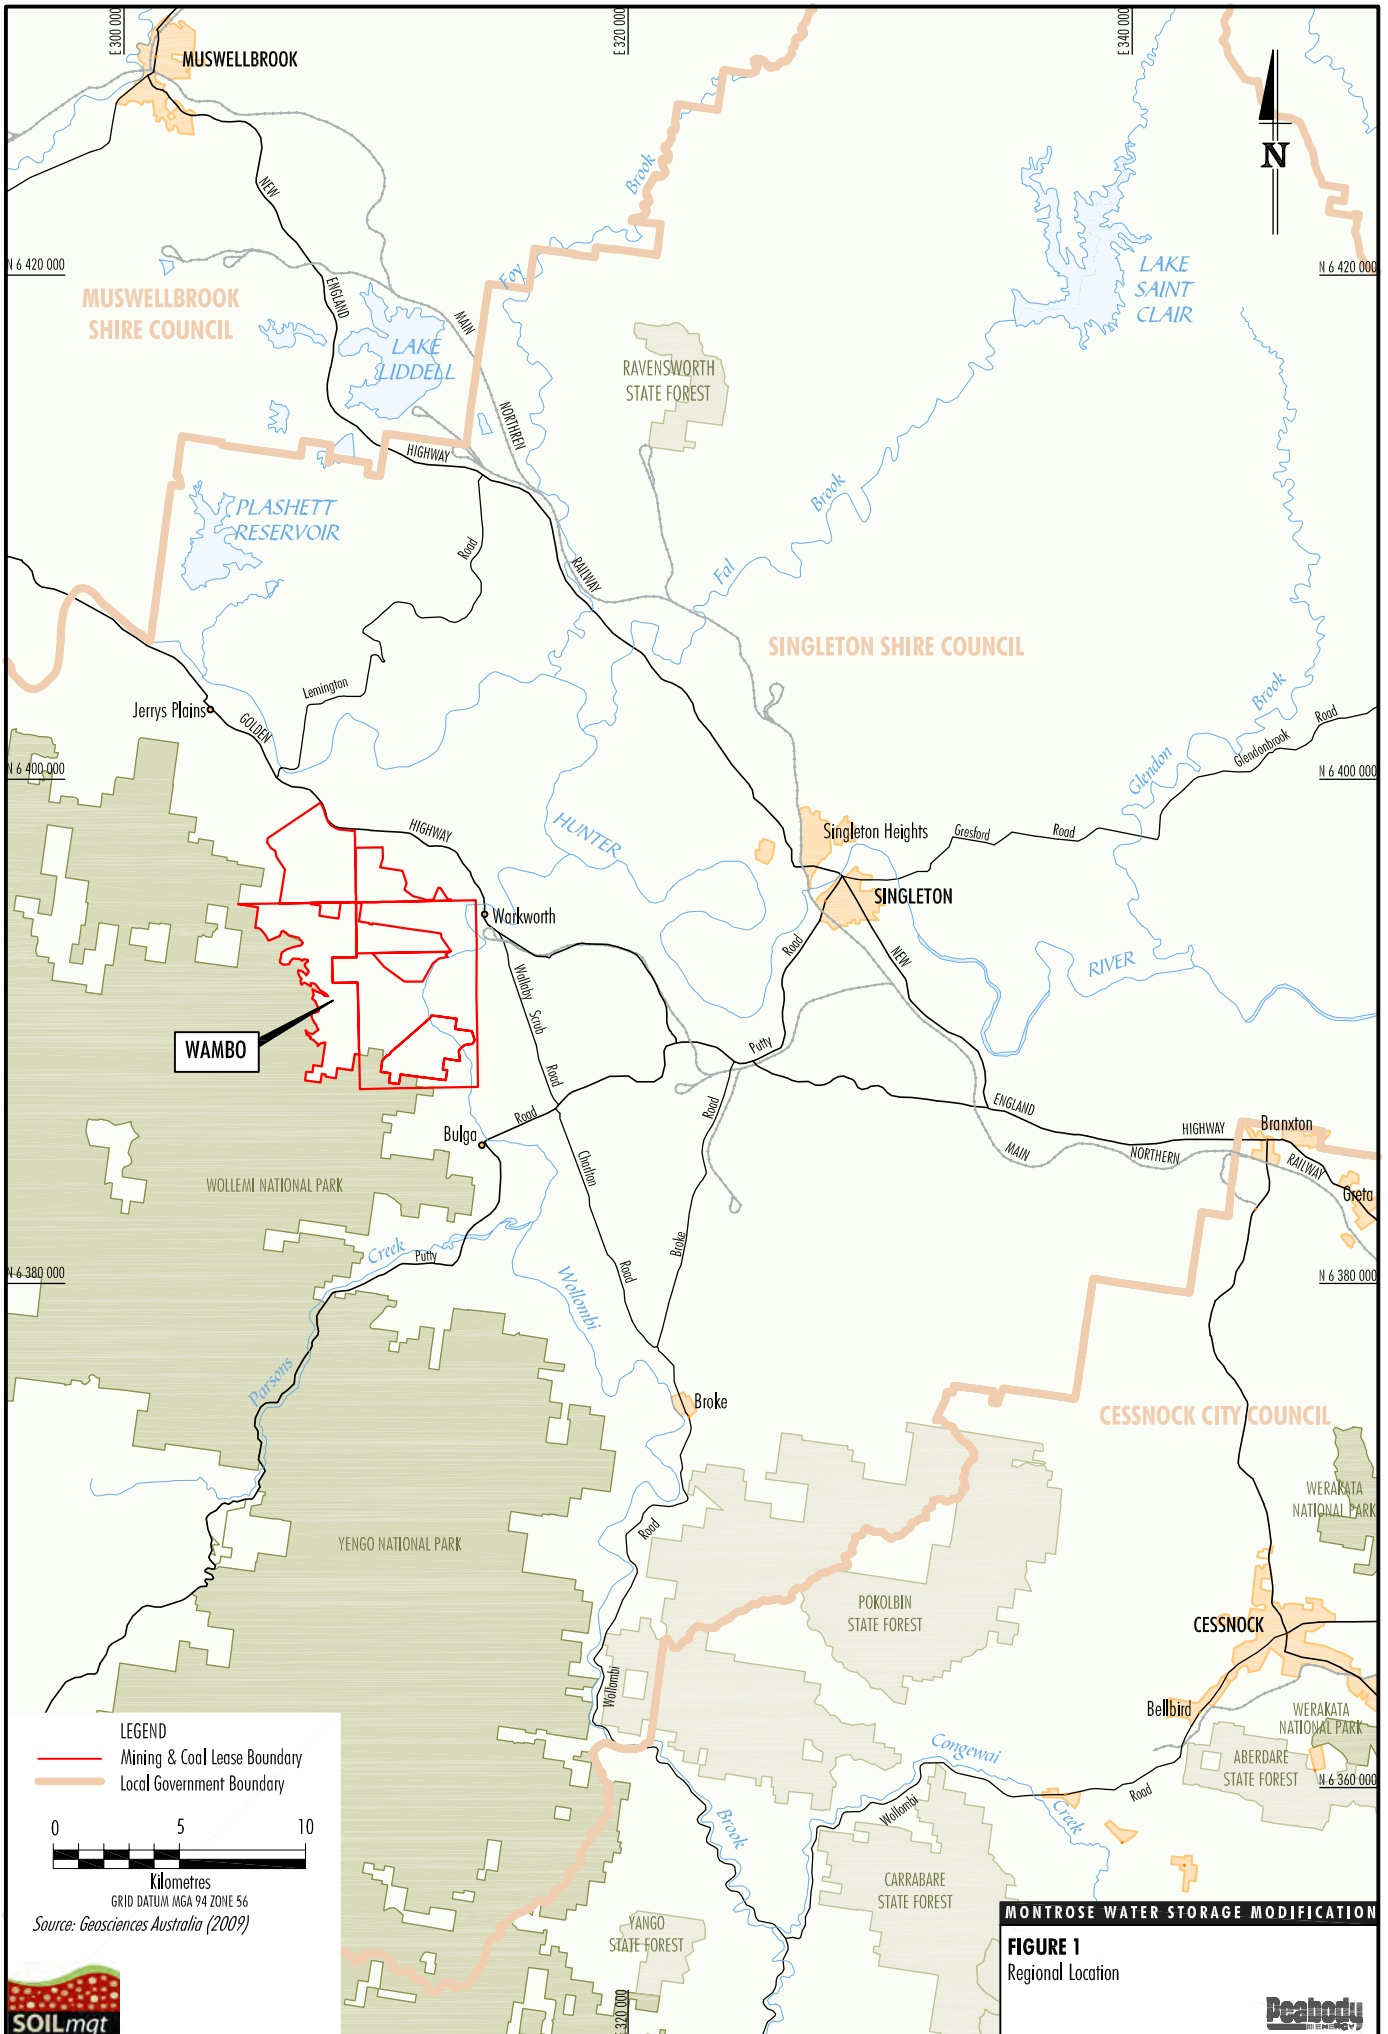 E 300 000
E 320 000
E 340 000
MUSWELLBROOK
N
NEW
Brook
N 6 420 000
N 6 420 000
Foy
LAKE
SAINT
CLAIR
MUSWELLBROOK
SHIRE COUNCIL
ENGLAND
MAIN
LAKE
LIDDELL
RAVENSWORTH
STATE FOREST
NORTHREN
HIGHWAY
Brook
PLASHETT
RESERVOIR
Road
Fal
RAILWAY
SINGLETON SHIRE COUNCIL
Lemington
Brook
Jerrys Plains
GOLDEN
Road
Glendonbrook
Glendon
N 6 400 000
N 6 400 000
HIGHWAY
HUNTER
Singleton Heights
Gresford
Road
SINGLETON
Warkworth
Road
NEW
RIVER
Wallaby
Scrub
Road
WAMBO
Putty
ENGLAND
Road
Road
Bulga
HIGHWAY
Branxton
MAIN
NORTHERN
RAILWAY
Charlton
Greta
WOLLEMI NATIONAL PARK
Creek
Putty
Broke
Road
N 6 380 000
N 6 380 000
Wollombi
Parsons
Broke
CESSNOCK CITY COUNCIL
WERAKATA
NATIONAL PARK
Road
YENGO NATIONAL PARK
POKOLBIN
STATE FOREST
CESSNOCK
Wollombi
Bellbird
WERAKATA
NATIONAL PARK
Congewai
ABERDARE
STATE FOREST
N 6 360 000
Road
Wollombi
Creek
Brook
CARRABARE
STATE FOREST
YANGO
STATE FOREST
E 320 000
LEGEND
Mining & Coal Lease Boundary
Local Government Boundary
0 5 10
Kilometres
GRID DATUM MGA 94 ZONE 56
Source: Geosciences Australia (2009)
SOILmgt
MONTROSE WATER STORAGE MODIFICATION
FIGURE 1
Regional Location
Peabody
ENERGY